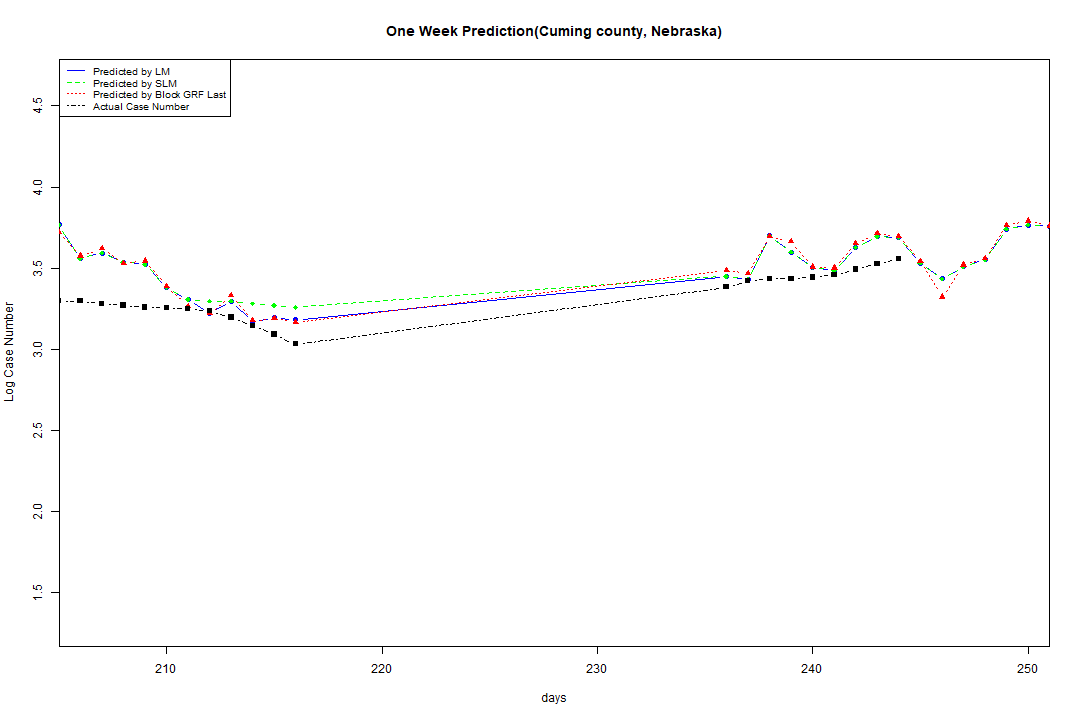 One Week Prediction(Cuming county, Nebraska)
Predicted by LM
Predicted by SLM
Predicted by Block GRF Last
Actual Case Number
4.5
4.0
3.5
3.0
2.5
2.0
1.5
Log Case Number
210 220 230 240 250
days